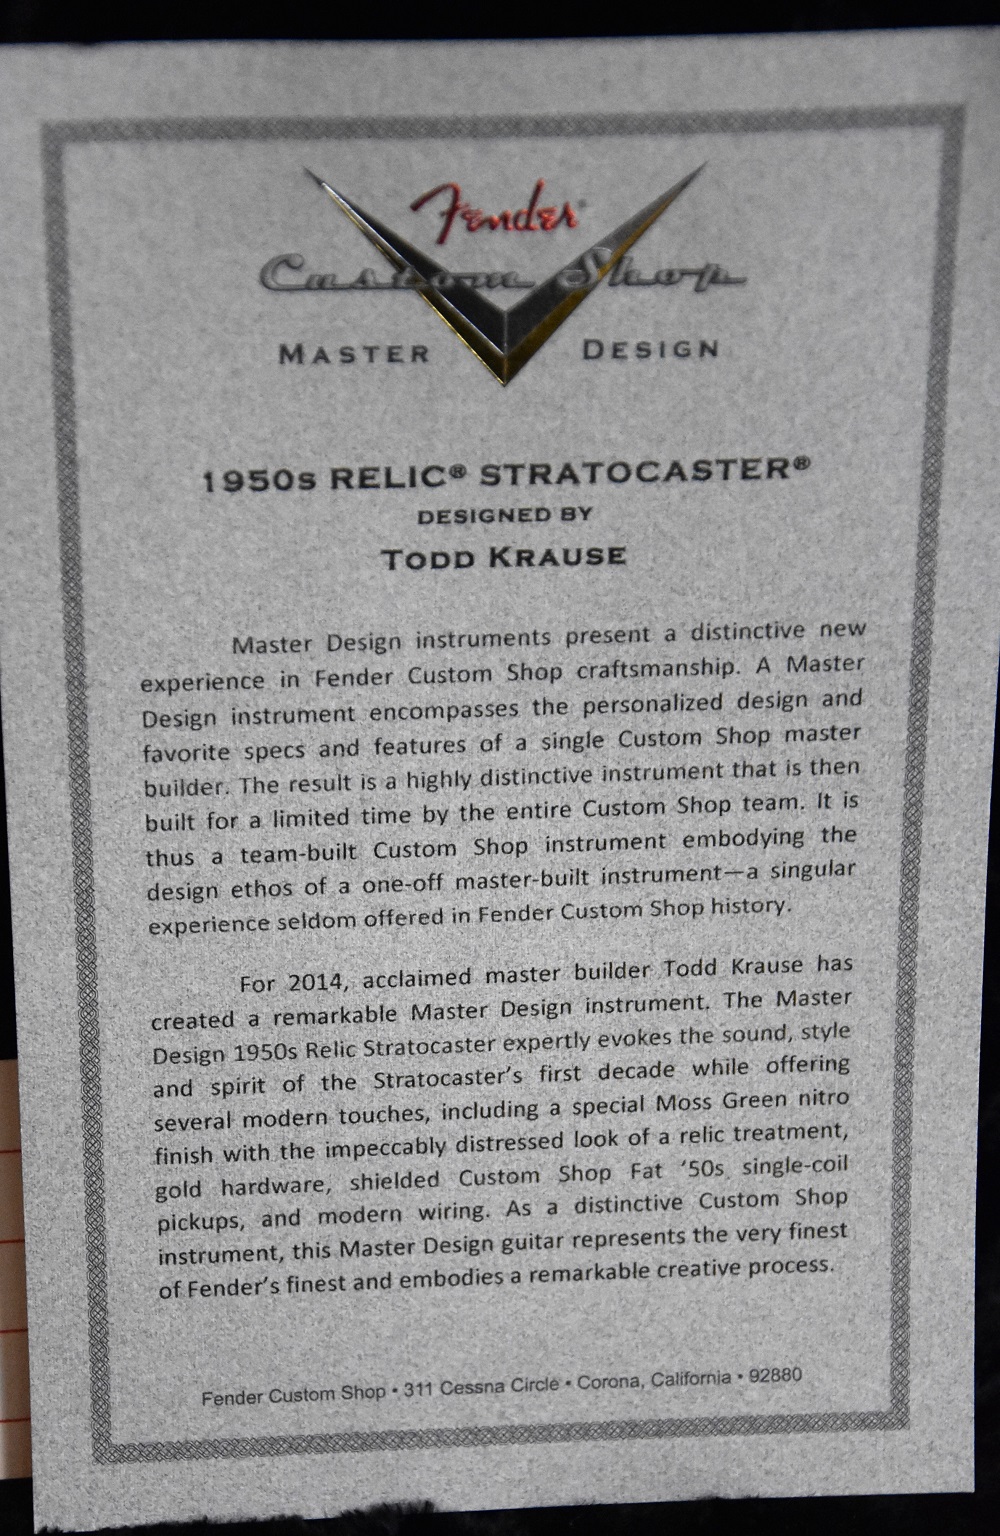 Fender®
Custom Shop
MASTER DESIGN
1950s RELIC® STRATOCASTER®
DESIGNED BY
TODD KRAUSE
Master Design instruments present a distinctive new
experience in Fender Custom Shop craftsmanship. A Master
Design instrument encompasses the personalized design and
favorite specs and features of a single Custom Shop master
builder. The result is a highly distinctive instrument that is then
built for a limited time by the entire Custom Shop team. It is
thus a team-built Custom Shop instrument embodying the
design ethos of a one-off master-built instrument—a singular
experience seldom offered in Fender Custom Shop history.
For 2014, acclaimed master builder Todd Krause has
created a remarkable Master Design instrument. The Master
Design 1950s Relic Stratocaster expertly evokes the sound, style
and spirit of the Stratocaster's first decade while offering
several modern touches, including a special Moss Green nitro
finish with the impeccably distressed look of a relic treatment,
gold hardware, shielded Custom Shop Fat '50s single-coil
pickups, and modern wiring. As a distinctive Custom Shop
instrument, this Master Design guitar represents the very finest
of Fender's finest and embodies a remarkable creative process.
Fender Custom Shop • 311 Cessna Circle • Corona, California • 92880